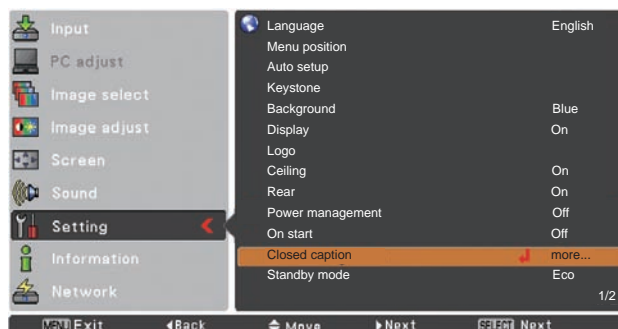 Input
PC adjust
Image select
Image adjust
Screen
Sound
Setting
Information
Network
Language English
Menu position
Auto setup
Keystone
Background Blue
Display On
Logo
Ceiling On
Rear On
Power management Off
On start Off
Closed caption more...
Standby mode Eco
1/2
MENU Exit Back Move Next SELECT Next